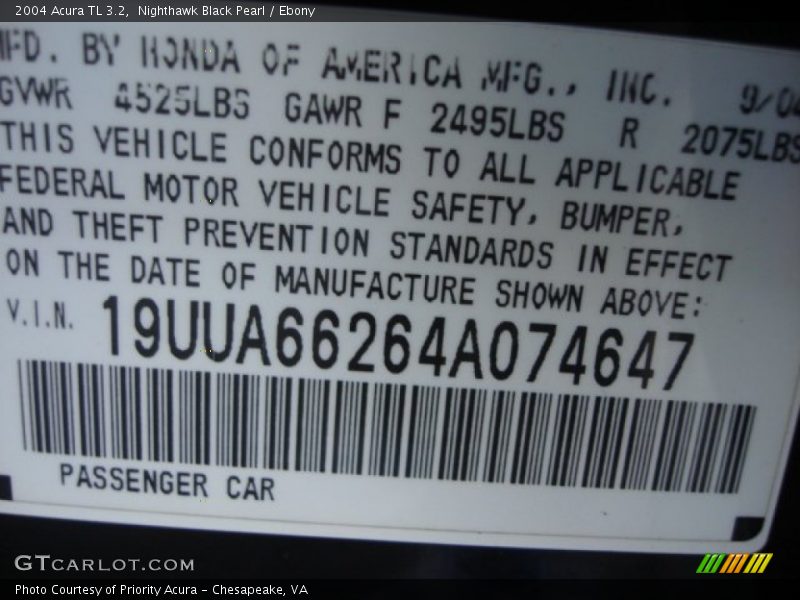 2004 Acura TL 3.2, Nighthawk Black Pearl / Ebony
MFD. BY HONDA OF AMERICA MFG., INC. 9/04
GVWR 4525LBS GAWR F 2495LBS R 2075LBS
THIS VEHICLE CONFORMS TO ALL APPLICABLE
FEDERAL MOTOR VEHICLE SAFETY, BUMPER,
AND THEFT PREVENTION STANDARDS IN EFFECT
ON THE DATE OF MANUFACTURE SHOWN ABOVE:
V.I.N. 19UUA66264A074647
PASSENGER CAR
GTCARLOT.COM
Photo Courtesy of Priority Acura - Chesapeake, VA